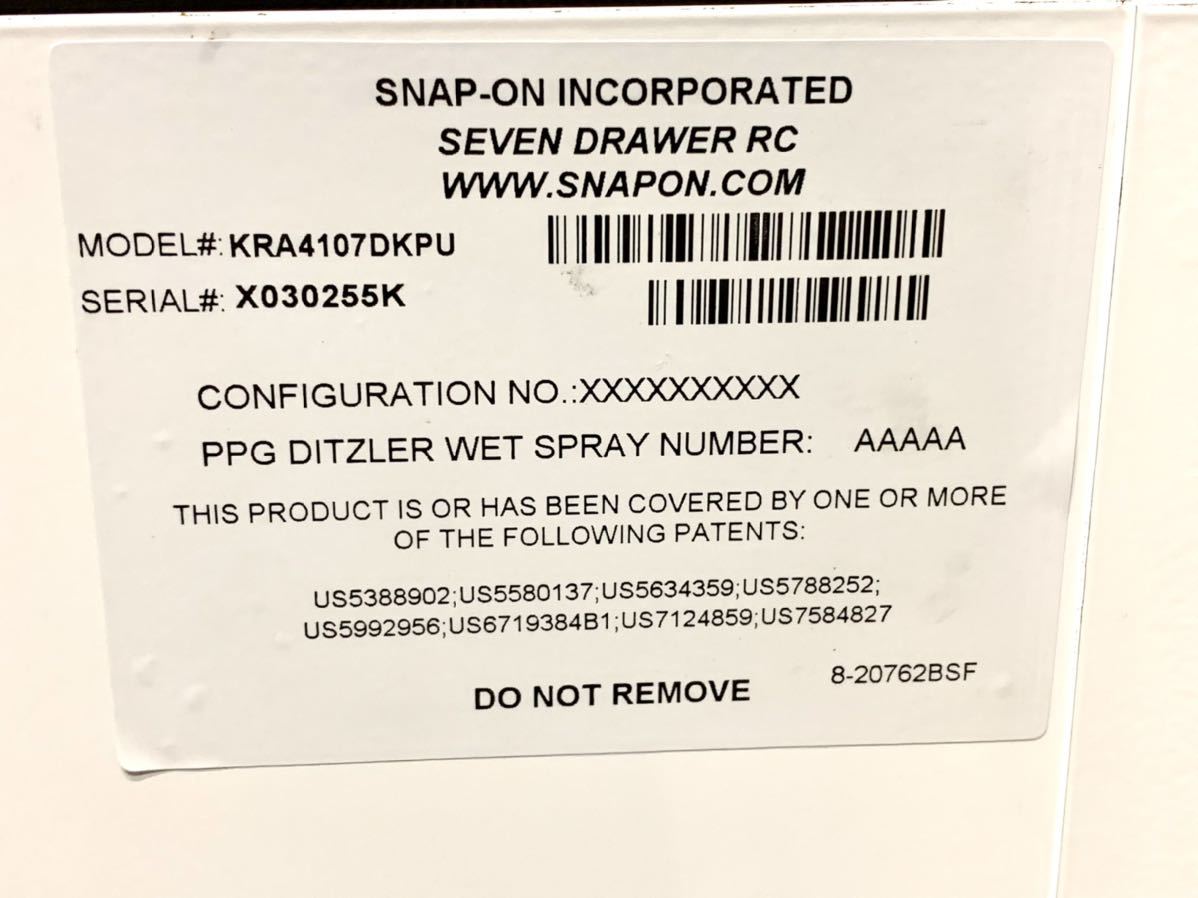 SNAP-ON INCORPORATED
SEVEN DRAWER RC
WWW.SNAPON.COM
MODEL#: KRA4107DKPU
SERIAL#: X030255K
CONFIGURATION NO.:XXXXXXXXXX
PPG DITZLER WET SPRAY NUMBER: AAAAA
THIS PRODUCT IS OR HAS BEEN COVERED BY ONE OR MORE
OF THE FOLLOWING PATENTS:
US5388902;US5580137;US5634359;US5788252;
US5992956;US6719384B1;US7124859;US7584827
8-20762BSF
DO NOT REMOVE